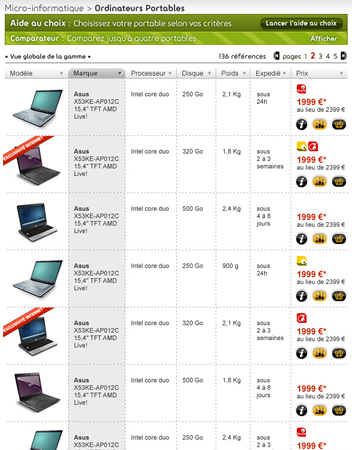 Micro-informatique > Ordinateurs Portables
Aide au choix : Choisissez votre portable selon vos critères Lancer l'aide au choix
Comparateur : Comparez jusqu'à quatre portables Afficher
Vue globale de la gamme 136 références pages 1 2 3 4 5
Modèle Marque Processeur Disque Poids Expédié Prix
Asus Intel core duo 250 Go 2,1 Kg sous
X53KE-AP012C 24h
15,4" TFT AMD 1999 €*
Live! au lieu de 2399 €
EXCLUSIVITÉ INTERNET
Asus Intel core duo 320 Go 1,8 Kg sous
X53KE-AP012C 2 à 3
15,4" TFT AMD semaines 1999 €*
Live! au lieu de 2399 €
Asus Intel core duo 500 Go 2,4 Kg sous
X53KE-AP012C 4 à 8
15,4" TFT AMD jours 1999 €*
Live! au lieu de 2399 €
Asus Intel core duo 250 Go 900 g sous
X53KE-AP012C 24h
15,4" TFT AMD 1999 €*
Live! au lieu de 2399 €
EXCLUSIVITÉ INTERNET
Asus Intel core duo 320 Go 2,1 Kg sous
X53KE-AP012C 2 à 3
15,4" TFT AMD semaines 1999 €*
Live! au lieu de 2399 €
Asus Intel core duo 500 Go 1,8 Kg sous
X53KE-AP012C 4 à 8
15,4" TFT AMD jours 1999 €*
Live! au lieu de 2399 €
Asus Intel core duo 250 Go 2,4 Kg sous
X53KE-AP012C 24h